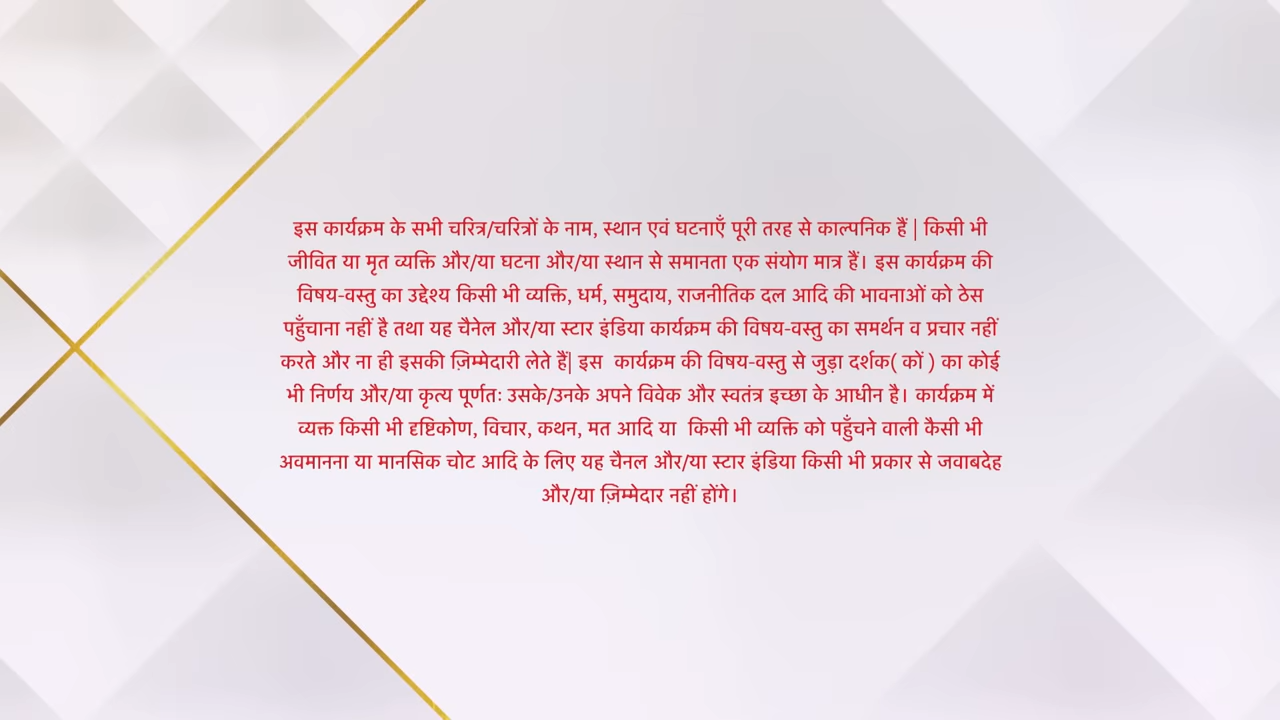 इस कार्यक्रम के सभी चरित्र/चरित्रों के नाम, स्थान एवं घटनाएँ पूरी तरह से काल्पनिक हैं | किसी भी
जीवित या मृत व्यक्ति और/या घटना और/या स्थान से समानता एक संयोग मात्र हैं। इस कार्यक्रम की
विषय-वस्तु का उद्देश्य किसी भी व्यक्ति, धर्म, समुदाय, राजनीतिक दल आदि की भावनाओं को ठेस
पहुँचाना नहीं है तथा यह चैनेल और/या स्टार इंडिया कार्यक्रम की विषय-वस्तु का समर्थन व प्रचार नहीं
करते और ना ही इसकी ज़िम्मेदारी लेते हैं| इस  कार्यक्रम की विषय-वस्तु से जुड़ा दर्शक( कों ) का कोई
भी निर्णय और/या कृत्य पूर्णतः उसके/उनके अपने विवेक और स्वतंत्र इच्छा के आधीन है। कार्यक्रम में
व्यक्त किसी भी दृष्टिकोण, विचार, कथन, मत आदि या  किसी भी व्यक्ति को पहुँचने वाली कैसी भी
अवमानना या मानसिक चोट आदि के लिए यह चैनल और/या स्टार इंडिया किसी भी प्रकार से जवाबदेह
और/या ज़िम्मेदार नहीं होंगे।